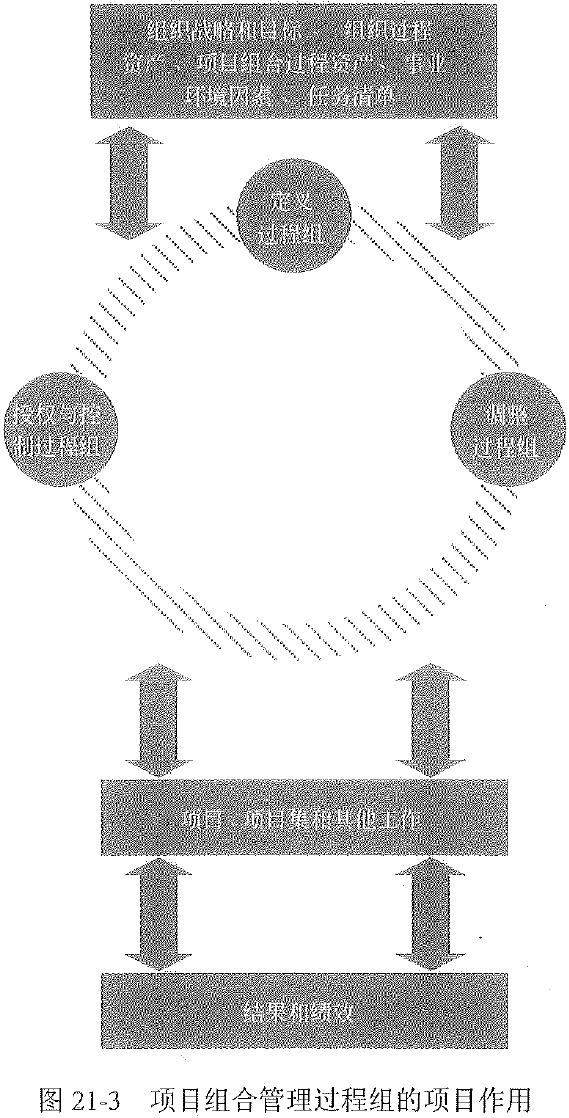 组织战略和目标、组织过程
资产、项目组合过程资产、事业
环境因素、任务清单
定义
过程组
授权与控
制过程组
调整
过程组
项目、项目集和其他工作
结果和绩效
图 21-3 项目组合管理过程组的项目作用